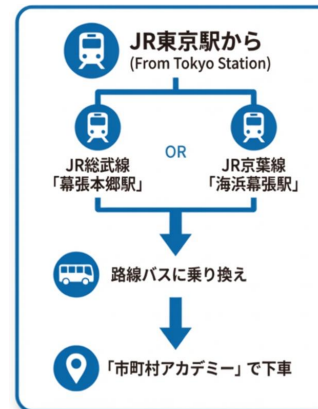 JR東京駅から
(From Tokyo Station)
JR総武線
「幕張本郷駅」
OR
JR京葉線
「海浜幕張駅」
路線バスに乗り換え
「市町村アカデミー」で下車